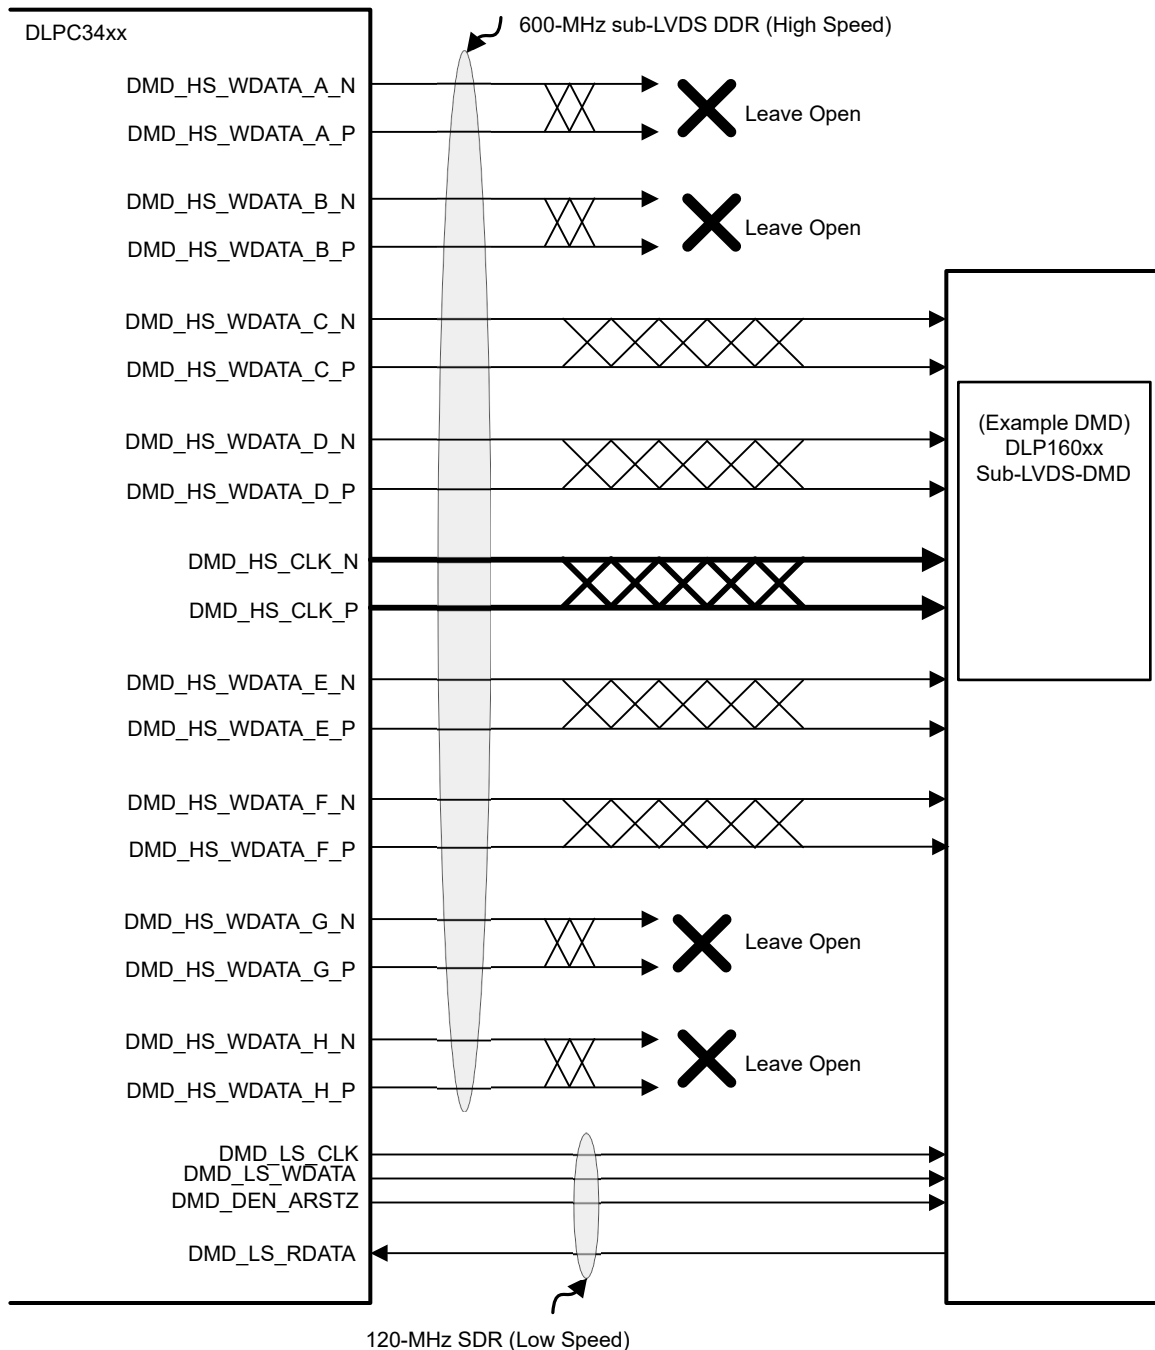 600-MHz sub-LVDS DDR (High Speed)
DLPC34xx
DMD_HS_WDATA_A_N
DMD_HS_WDATA_A_P
Leave Open
DMD_HS_WDATA_B_N
DMD_HS_WDATA_B_P
Leave Open
DMD_HS_WDATA_C_N
DMD_HS_WDATA_C_P
DMD_HS_WDATA_D_N
DMD_HS_WDATA_D_P
(Example DMD)
DLP160xx
Sub-LVDS-DMD
DMD_HS_CLK_N
DMD_HS_CLK_P
DMD_HS_WDATA_E_N
DMD_HS_WDATA_E_P
DMD_HS_WDATA_F_N
DMD_HS_WDATA_F_P
DMD_HS_WDATA_G_N
DMD_HS_WDATA_G_P
Leave Open
DMD_HS_WDATA_H_N
DMD_HS_WDATA_H_P
Leave Open
DMD_LS_CLK
DMD_LS_WDATA
DMD_DEN_ARSTZ
DMD_LS_RDATA
120-MHz SDR (Low Speed)